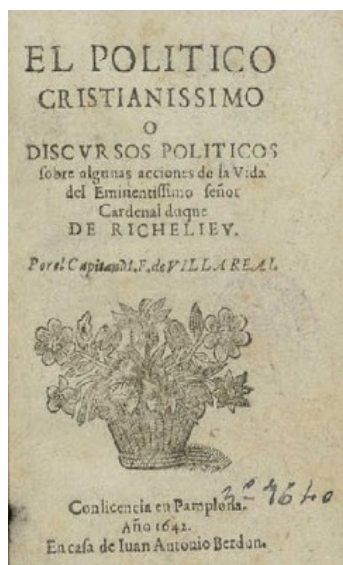 EL POLITICO
CRISTIANISSIMO
O
DISCVRSOS POLITICOS
sobre algunas acciones de la Vida
del Eminentissimo señor
Cardenal duque
DE RICHELIEV.
Por el Capitan M. F. de VILLA REAL
Con licencia en Pamplona.
Año 1642.
En casa de Iuan Antonio Berdun.